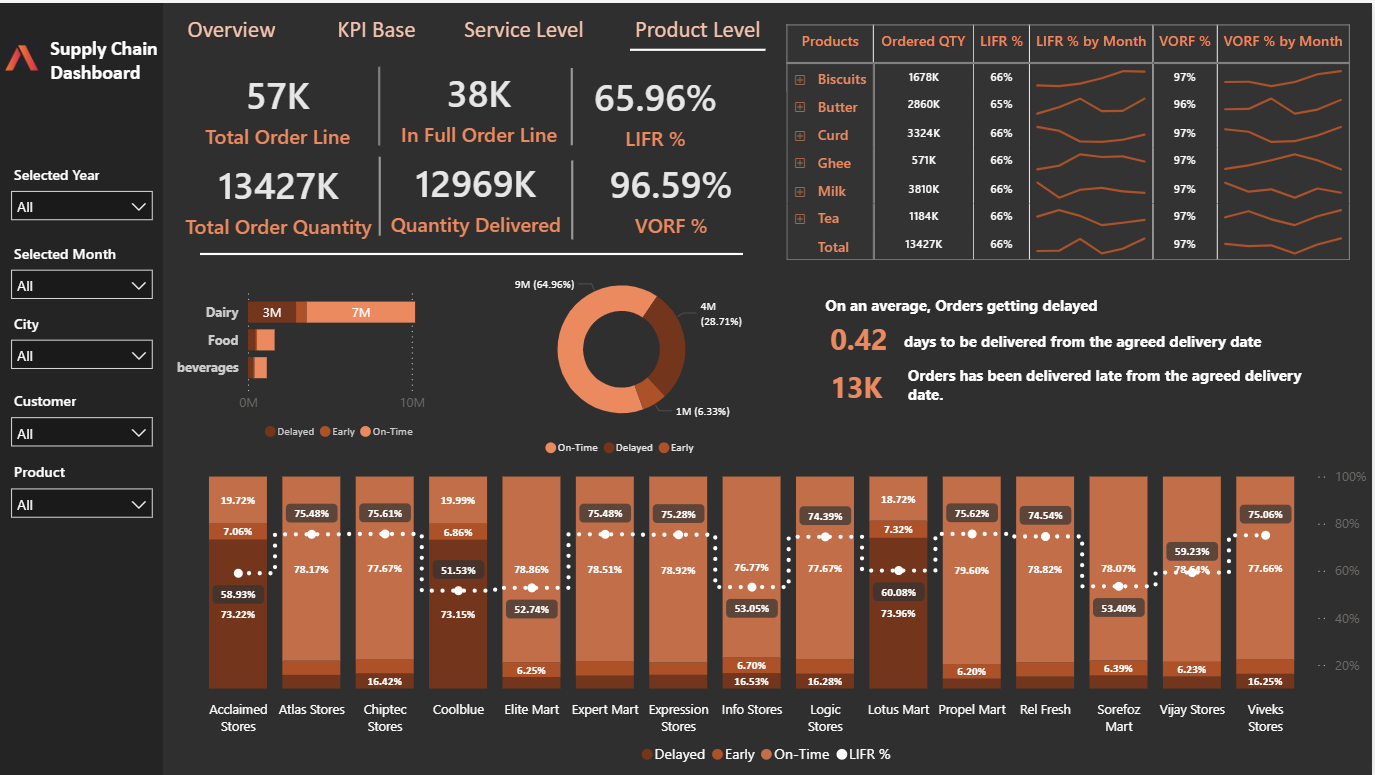 Supply Chain
Dashboard
Overview
KPI Base
Service Level
Product Level
57K
Total Order Line
38K
In Full Order Line
65.96%
LIFR %
13427K
Total Order Quantity
12969K
Quantity Delivered
96.59%
VORF %
Products Ordered QTY LIFR % LIFR % by Month VORF % VORF % by Month
Biscuits 1678K 66% 97%
Butter 2860K 65% 96%
Curd 3324K 66% 97%
Ghee 571K 66% 97%
Milk 3810K 66% 97%
Tea 1184K 66% 97%
Total 13427K 66% 97%
Selected Year
All
Selected Month
All
City
All
Customer
All
Product
All
Dairy 3M 7M
Food
beverages
0M 10M
Delayed Early On-Time
9M (64.96%)
4M
(28.71%)
1M (6.33%)
On-Time Delayed Early
On an average, Orders getting delayed
0.42 days to be delivered from the agreed delivery date
13K Orders has been delivered late from the agreed delivery
date.
19.72%
7.06%
58.93%
73.22%
Acclaimed
Stores
75.48%
78.17%
Atlas Stores
75.61%
77.67%
16.42%
Chiptec
Stores
19.99%
6.86%
51.53%
73.15%
Coolblue
78.86%
52.74%
6.25%
Elite Mart
75.48%
78.51%
Expert Mart
75.28%
78.92%
Expression
Stores
76.77%
53.05%
6.70%
16.53%
Info Stores
74.39%
77.67%
16.28%
Logic
Stores
18.72%
7.32%
60.08%
73.96%
Lotus Mart
75.62%
79.60%
6.20%
Propel Mart
74.54%
78.82%
Rel Fresh
78.07%
53.40%
6.39%
Sorefoz
Mart
59.23%
6.23%
Vijay Stores
75.06%
77.66%
16.25%
Viveks
Stores
100%
80%
60%
40%
20%
Delayed Early On-Time LIFR %